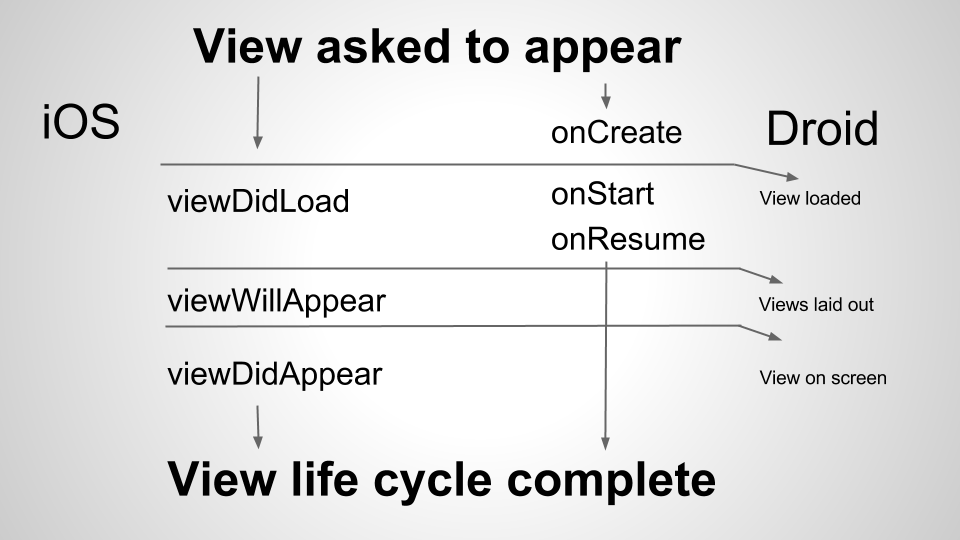 View asked to appear
iOS
onCreate
Droid
viewDidLoad
onStart
View loaded
onResume
viewWillAppear
Views laid out
viewDidAppear
View on screen
View life cycle complete